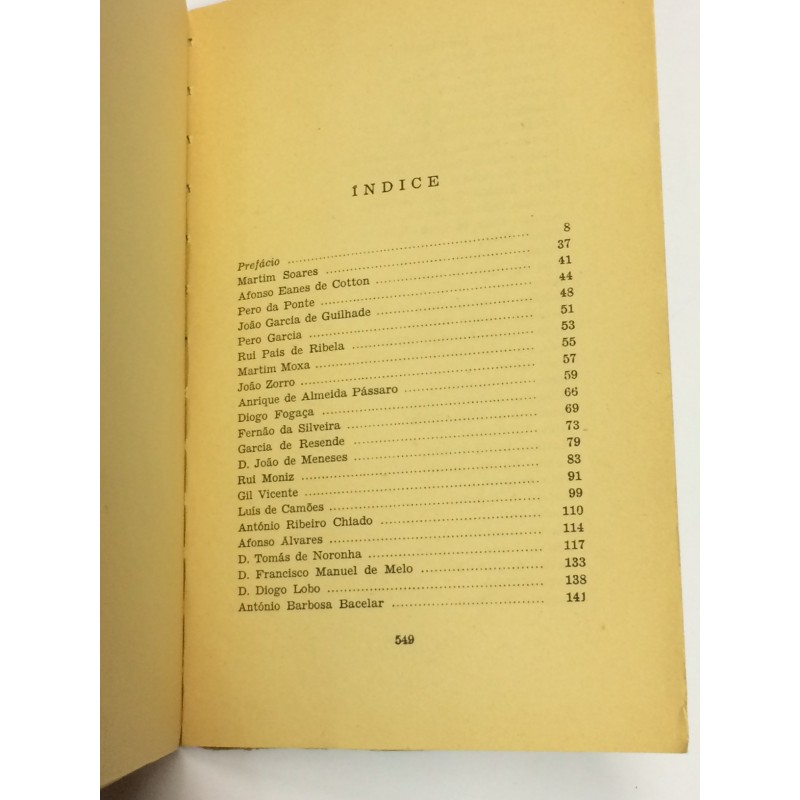 ÍNDICE
Prefácio ........ 8
Martim Soares ........ 37
Afonso Eanes de Cotton ........ 41
Pero da Ponte ........ 44
João Garcia de Guilhade ........ 48
Pero Garcia ........ 51
Rui Pais de Ribela ........ 53
Martim Moxa ........ 55
João Zorro ........ 57
Anrique de Almeida Pássaro ........ 59
Diogo Fogaça ........ 66
Fernão da Silveira ........ 69
Garcia de Resende ........ 73
D. João de Meneses ........ 79
Rui Moniz ........ 83
Gil Vicente ........ 91
Luís de Camões ........ 99
António Ribeiro Chiado ........ 110
Afonso Álvares ........ 114
D. Tomás de Noronha ........ 117
D. Francisco Manuel de Melo ........ 133
D. Diogo Lobo ........ 138
António Barbosa Bacelar ........ 141
549